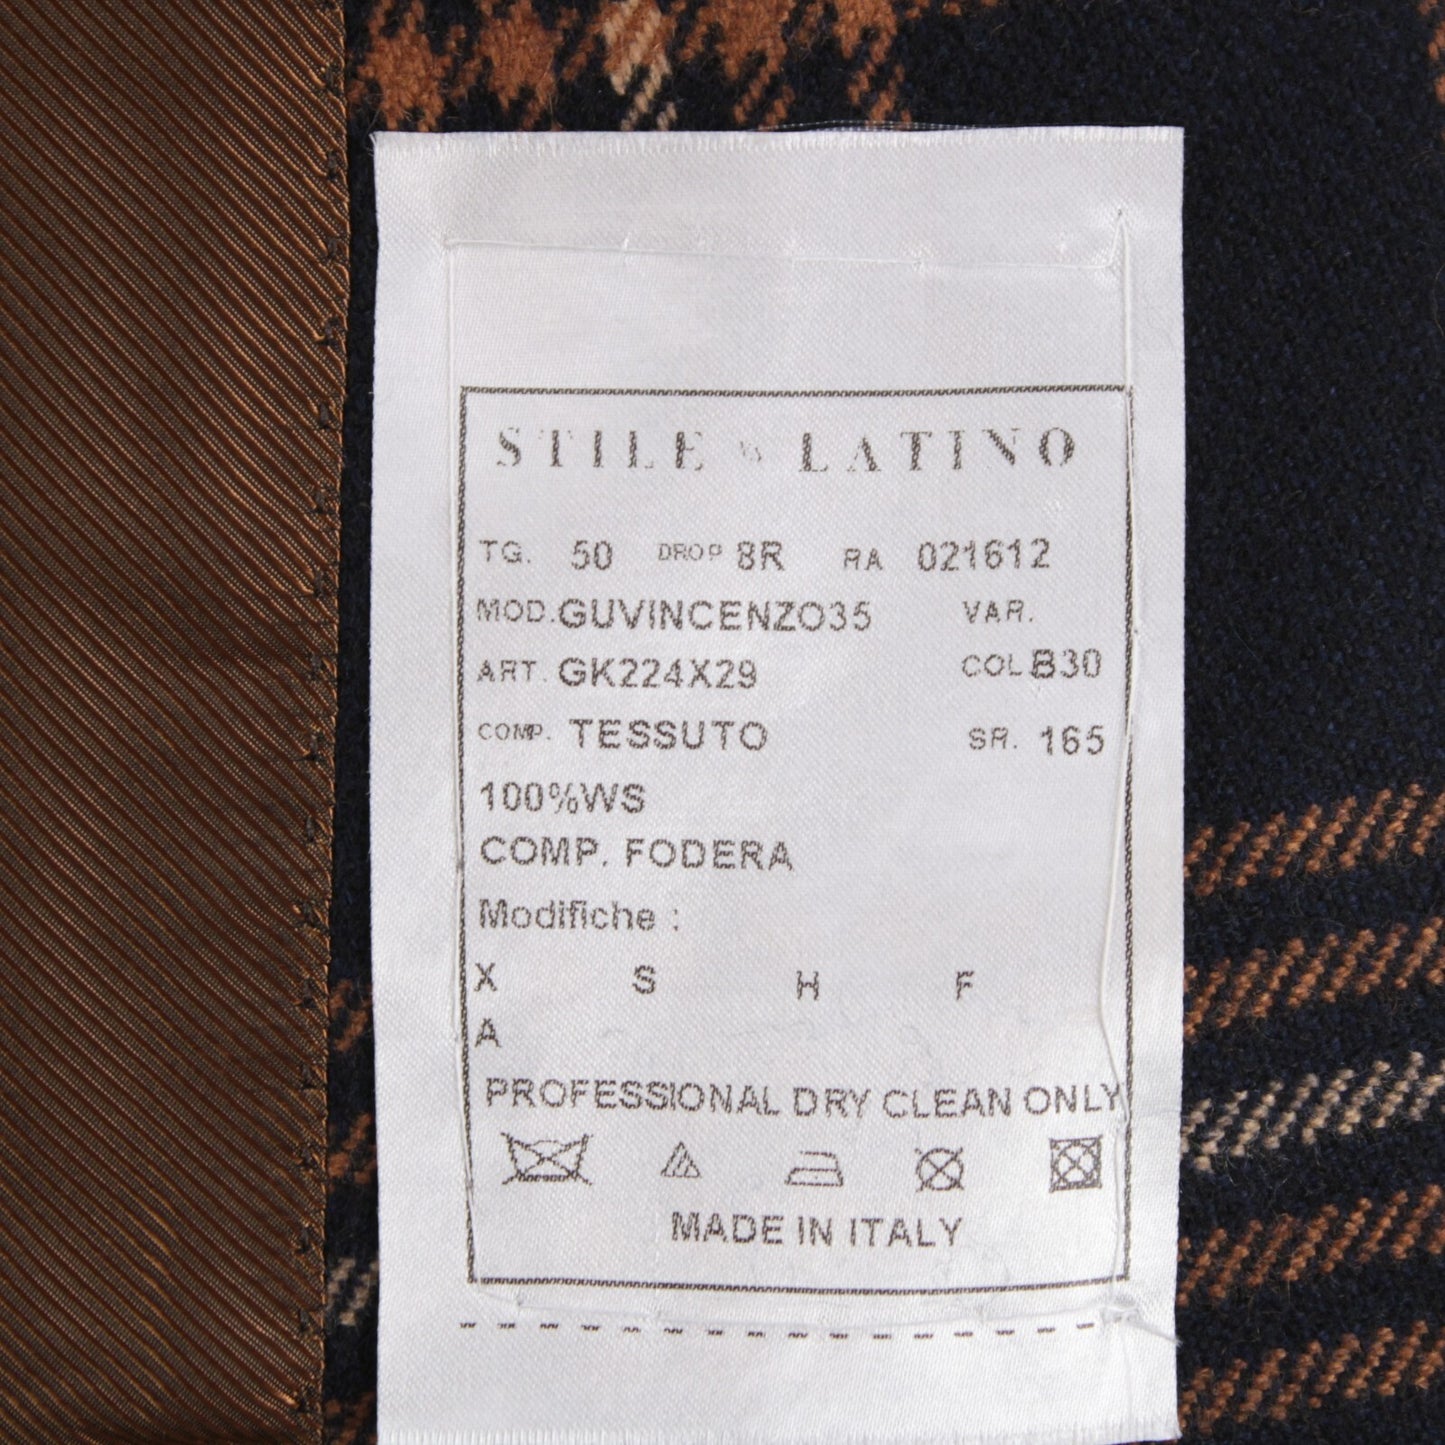 STILE LATINO
TG. 50 DROP 8R RA 021612
MOD.GUVINCENZO35 VAR.
ART. GK224X29 COL B30
COMP. TESSUTO SR. 165
100%WS
COMP. FODERA
Modifiche :
X S H F
A
PROFESSIONAL DRY CLEAN ONLY
MADE IN ITALY